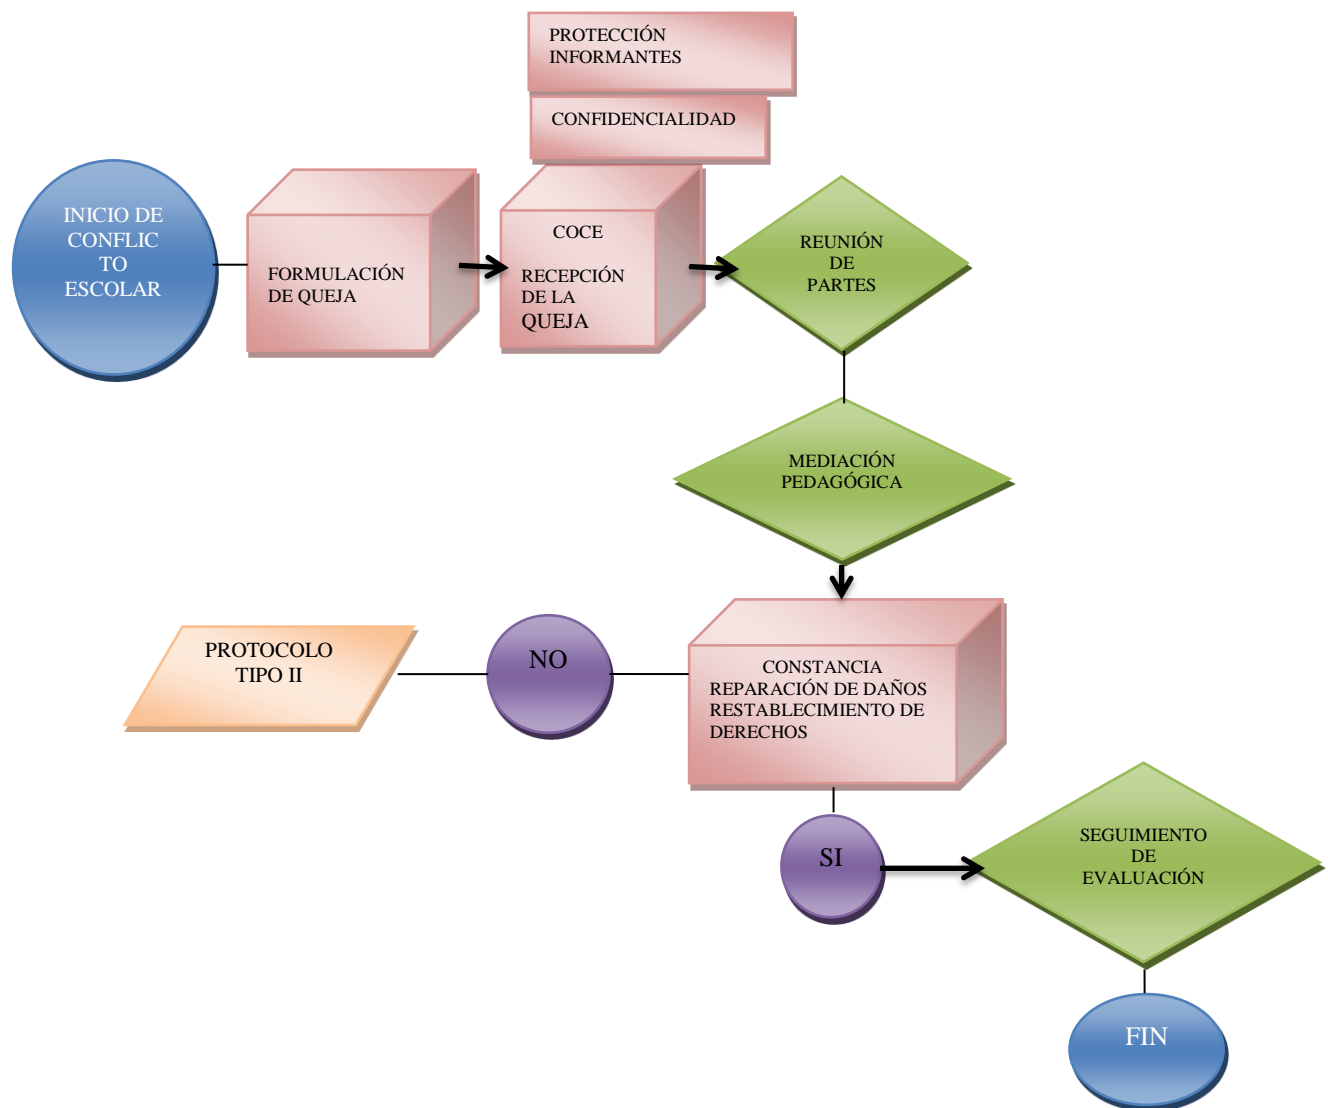 PROTECCIÓN
INFORMANTES
CONFIDENCIALIDAD
INICIO DE
CONFLIC
TO
ESCOLAR
FORMULACIÓN
DE QUEJA
COCE
RECEPCIÓN
DE LA
QUEJA
REUNIÓN
DE
PARTES
MEDIACIÓN
PEDAGÓGICA
PROTOCOLO
TIPO II
NO
CONSTANCIA
REPARACIÓN DE DAÑOS
RESTABLECIMIENTO DE
DERECHOS
SI
SEGUIMIENTO
DE
EVALUACIÓN
FIN